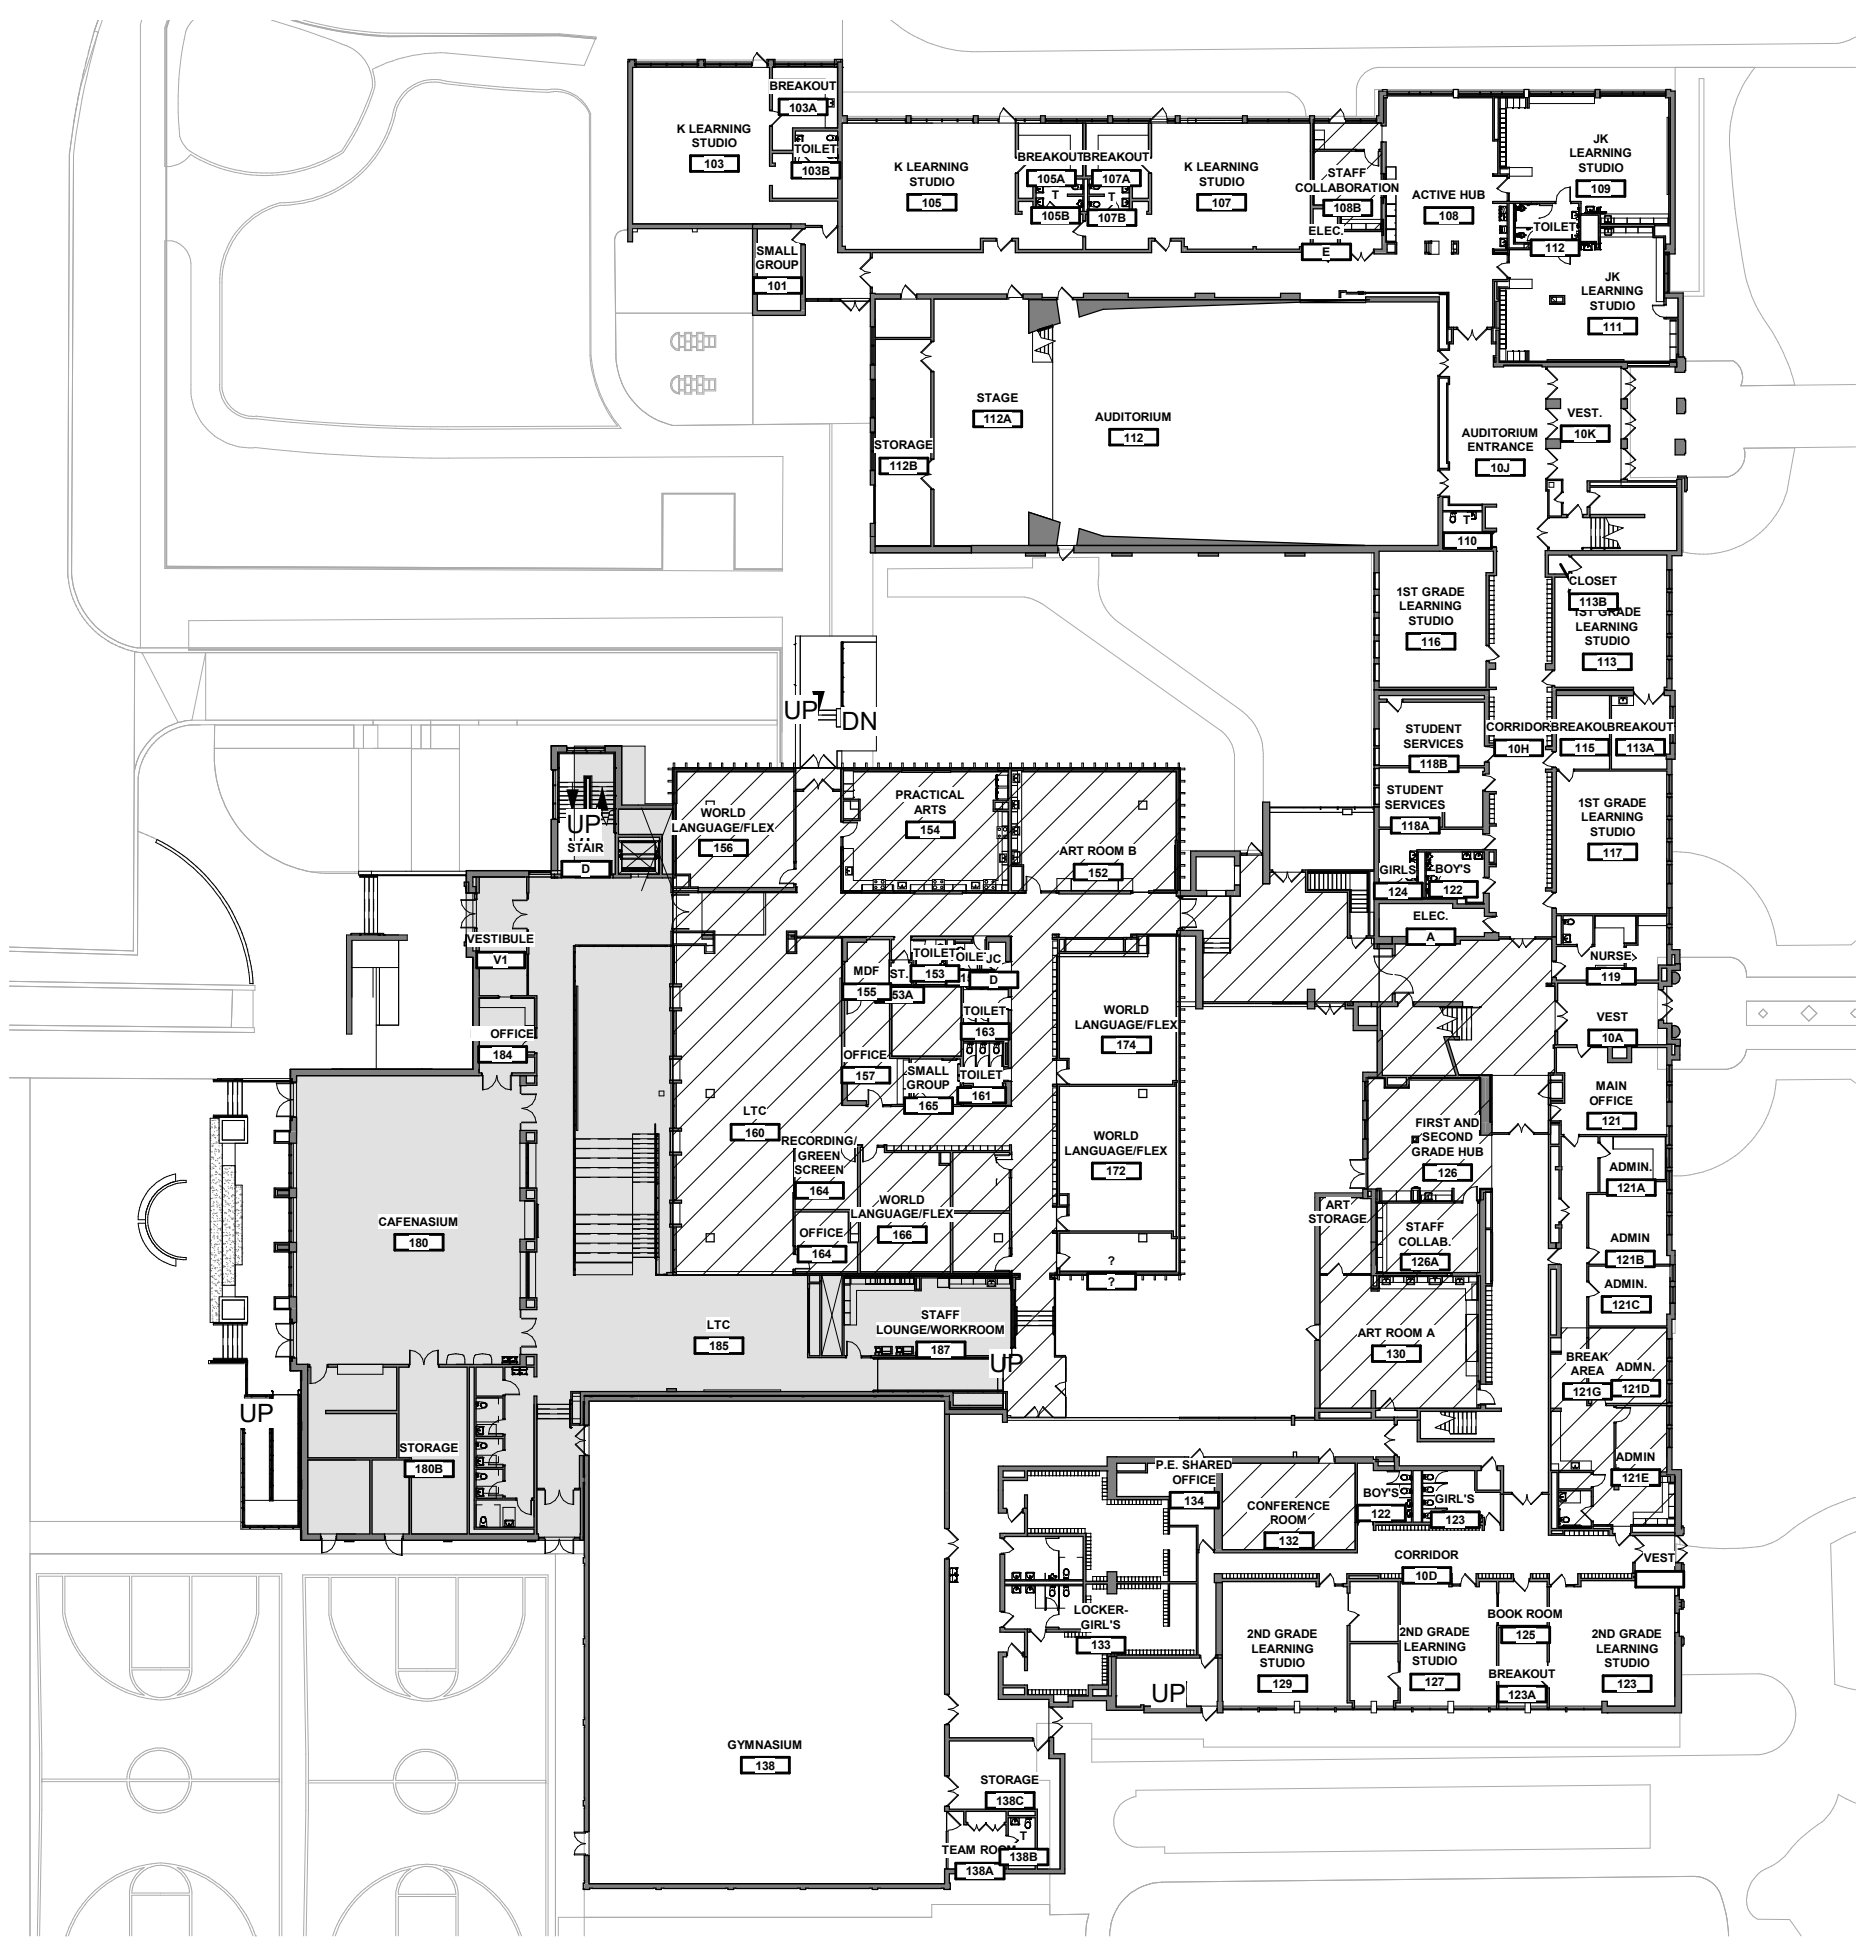 BREAKOUT
103A
K LEARNING
STUDIO
103
TOILET
103B
K LEARNING
STUDIO
105
BREAKOUT
105A
T
105B
BREAKOUT
107A
T
107B
K LEARNING
STUDIO
107
STAFF
COLLABORATION
108B
ELEC.
E
ACTIVE HUB
108
JK
LEARNING
STUDIO
109
TOILET
112
JK
LEARNING
STUDIO
111
SMALL
GROUP
101
STAGE
112A
AUDITORIUM
112
STORAGE
112B
AUDITORIUM
ENTRANCE
10J
VEST.
10K
T
110
1ST GRADE
LEARNING
STUDIO
116
CLOSET
113B
1ST GRADE
LEARNING
STUDIO
113
UP
DN
STUDENT
SERVICES
118B
CORRIDOR
10H
BREAKOU
115
BREAKOUT
113A
STUDENT
SERVICES
118A
1ST GRADE
LEARNING
STUDIO
117
GIRLS
124
BOY'S
122
ELEC.
A
NURSE
119
VEST
10A
UP
STAIR
D
WORLD
LANGUAGE/FLEX
156
PRACTICAL
ARTS
154
ART ROOM B
152
VESTIBULE
V1
OFFICE
184
MDF
155
ST.
53A
TOILET
153
OILE
JC
D
TOILET
163
OFFICE
157
SMALL
GROUP
165
TOILET
161
WORLD
LANGUAGE/FLEX
174
LTC
160
RECORDING/
GREEN
SCREEN
164
OFFICE
164
WORLD
LANGUAGE/FLEX
166
WORLD
LANGUAGE/FLEX
172
?
?
MAIN
OFFICE
121
FIRST AND
SECOND
GRADE HUB
126
ADMIN.
121A
ART
STORAGE
STAFF
COLLAB.
126A
ADMIN
121B
ADMIN.
121C
CAFENASIUM
180
LTC
185
STAFF
LOUNGE/WORKROOM
187
UP
ART ROOM A
130
BREAK
AREA
121G
ADMN.
121D
ADMIN
121E
UP
STORAGE
180B
P.E. SHARED
OFFICE
134
CONFERENCE
ROOM
132
BOY'S
122
GIRL'S
123
CORRIDOR
10D
VEST
LOCKER-
GIRL'S
133
UP
2ND GRADE
LEARNING
STUDIO
129
2ND GRADE
LEARNING
STUDIO
127
BOOK ROOM
125
BREAKOUT
123A
2ND GRADE
LEARNING
STUDIO
123
GYMNASIUM
138
STORAGE
138C
TEAM ROOM
138A
T
138B